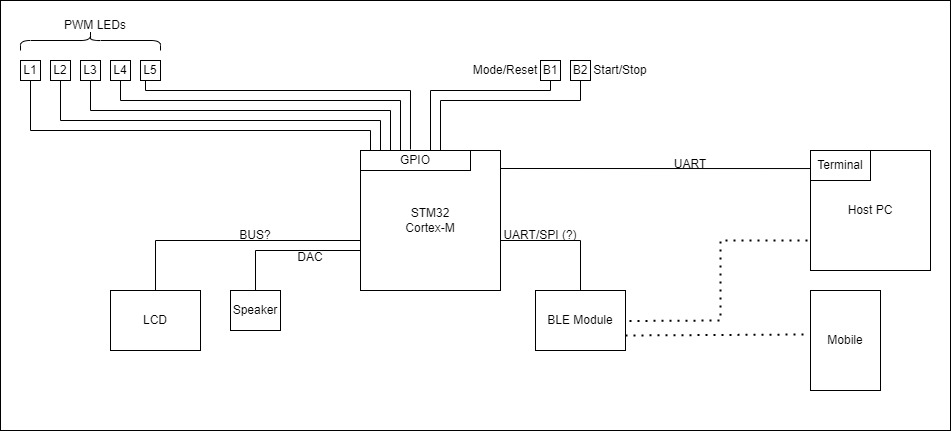 PWM LEDs
L1 L2 L3 L4 L5
Mode/Reset B1 B2 Start/Stop
GPIO
UART
Terminal
STM32
Cortex-M
Host PC
BUS?
UART/SPI (?)
DAC
Speaker
LCD
BLE Module
Mobile